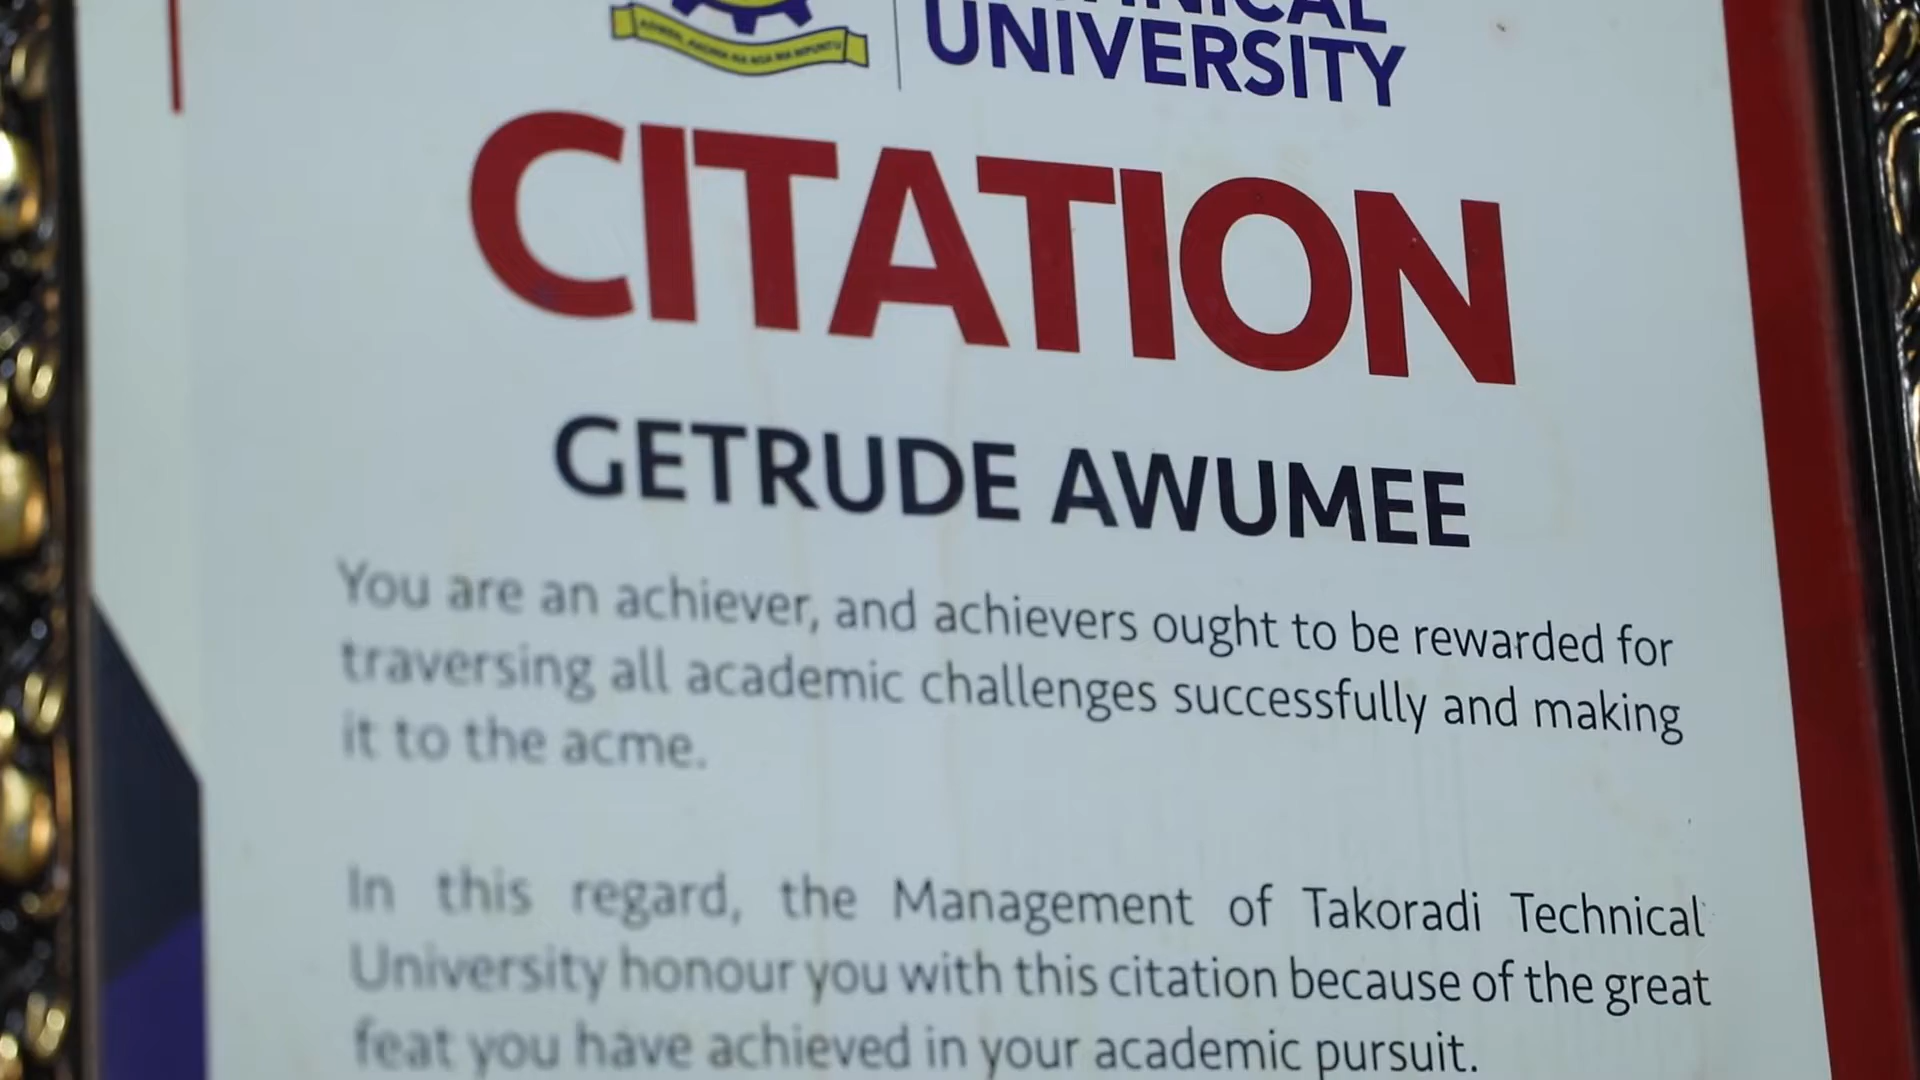 UNIVERSITY
CITATION
GETRUDE AWUMEE
You are an achiever, and achievers ought to be rewarded for
traversing all academic challenges successfully and making
it to the acme.
In this regard, the Management of Takoradi Technical
University honour you with this citation because of the great
feat you have achieved in your academic pursuit.